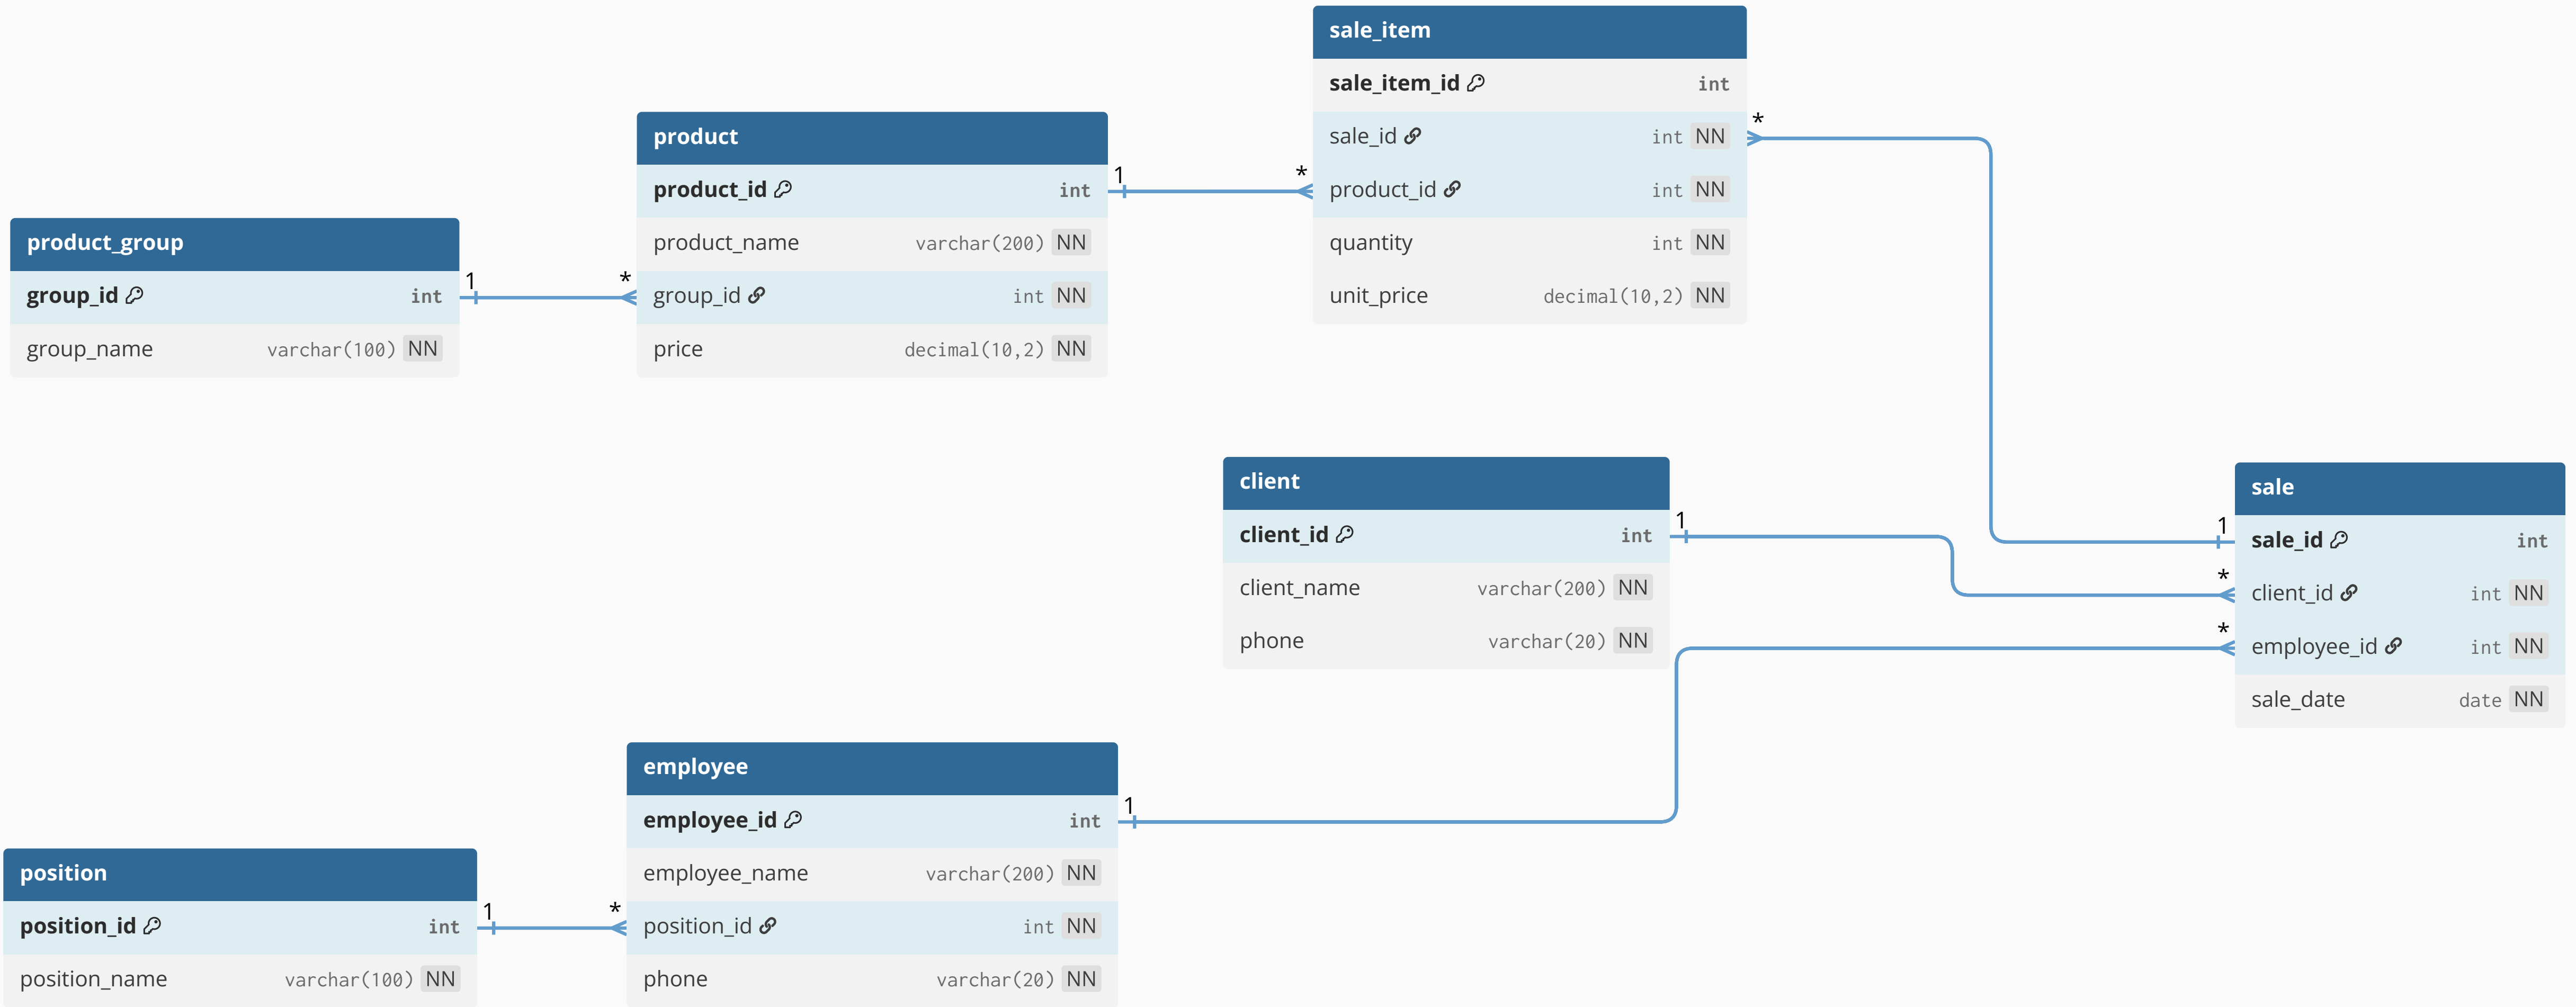 sale_item
sale_item_id int
sale_id int NN
product_id int NN
quantity int NN
unit_price decimal(10,2) NN
*
*
product
product_id int
product_name varchar(200) NN
group_id int NN
price decimal(10,2) NN
1
*
product_group
group_id int
group_name varchar(100) NN
1
client
client_id int
client_name varchar(200) NN
phone varchar(20) NN
1
sale
sale_id int
client_id int NN
employee_id int NN
sale_date date NN
1
*
*
employee
employee_id int
employee_name varchar(200) NN
position_id int NN
phone varchar(20) NN
1
*
position
position_id int
position_name varchar(100) NN
1